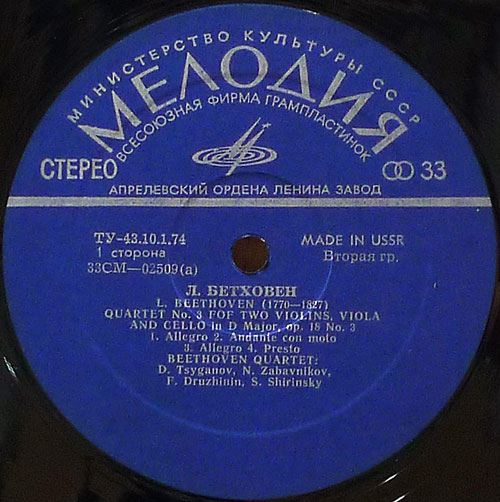 МИНИСТЕРСТВО КУЛЬТУРЫ СССР
МЕЛОДИЯ
ВСЕСОЮЗНАЯ ФИРМА ГРАМПЛАСТИНОК
СТЕРЕО 33
АПРЕЛЕВСКИЙ ОРДЕНА ЛЕНИНА ЗАВОД
ТУ-43.10.1.74 MADE IN USSR
1 сторона Вторая гр.
33СМ—02509(а)
Л. БЕТХОВЕН
L. BEETHOVEN (1770—1827)
QUARTET No. 3 FOF TWO VIOLINS, VIOLA
AND CELLO in D Major, op. 18 No. 3
1. Allegro 2. Andante con moto
3. Allegro 4. Presto
BEETHOVEN QUARTET:
D. Tsyganov, N. Zabavnikov,
F. Druzhinin, S. Shirinsky